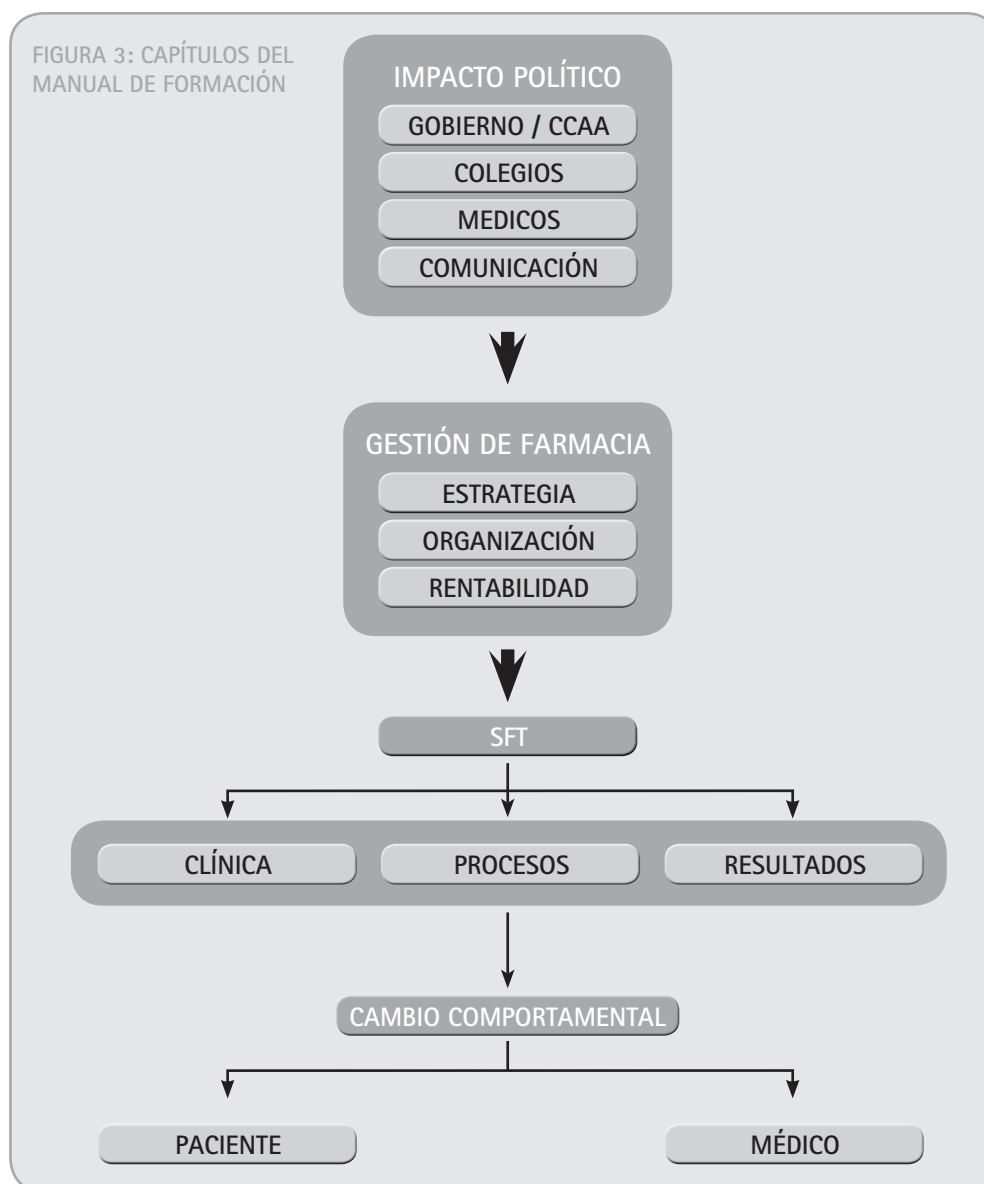 FIGURA 3: CAPÍTULOS DEL
MANUAL DE FORMACIÓN
IMPACTO POLÍTICO
GOBIERNO / CCAA
COLEGIOS
MEDICOS
COMUNICACIÓN
GESTIÓN DE FARMACIA
ESTRATEGIA
ORGANIZACIÓN
RENTABILIDAD
SFT
CLÍNICA
PROCESOS
RESULTADOS
CAMBIO COMPORTAMENTAL
PACIENTE
MÉDICO